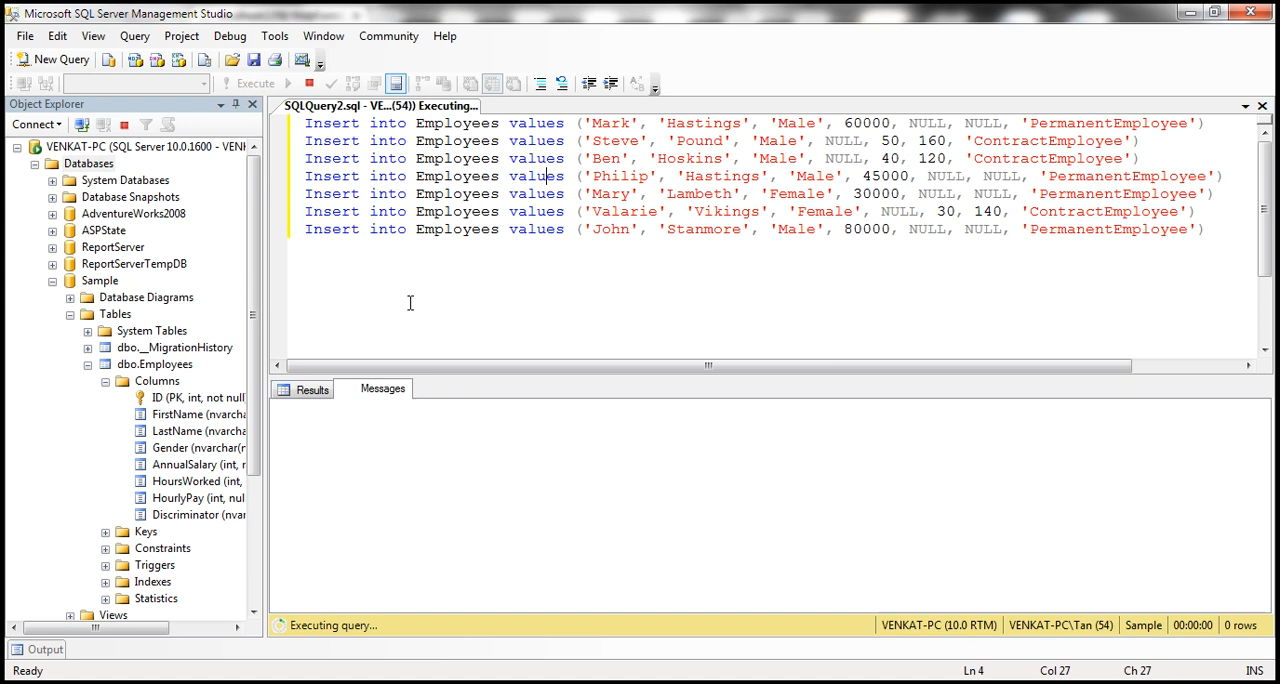 Microsoft SQL Server Management Studio
File Edit View Query Project Debug Tools Window Community Help
New Query
Execute
Object Explorer
SQLQuery2.sql - VE...(54)) Executing...
Connect
Insert into Employees values ('Mark', 'Hastings', 'Male', 60000, NULL, NULL, 'PermanentEmployee')
Insert into Employees values ('Steve', 'Pound', 'Male', NULL, 50, 160, 'ContractEmployee')
Insert into Employees values ('Ben', 'Hoskins', 'Male', NULL, 40, 120, 'ContractEmployee')
Insert into Employees values ('Philip', 'Hastings', 'Male', 45000, NULL, NULL, 'PermanentEmployee')
Insert into Employees values ('Mary', 'Lambeth', 'Female', 30000, NULL, NULL, 'PermanentEmployee')
Insert into Employees values ('Valarie', 'Vikings', 'Female', NULL, 30, 140, 'ContractEmployee')
Insert into Employees values ('John', 'Stanmore', 'Male', 80000, NULL, NULL, 'PermanentEmployee')
VENKAT-PC (SQL Server 10.0.1600 - VENK
Databases
System Databases
Database Snapshots
AdventureWorks2008
ASPState
ReportServer
ReportServerTempDB
Sample
Database Diagrams
Tables
System Tables
dbo.__MigrationHistory
dbo.Employees
Columns
ID (PK, int, not null
FirstName (nvarcha
LastName (nvarcha
Gender (nvarchar(n
AnnualSalary (int, r
HoursWorked (int,
HourlyPay (int, nul
Discriminator (nvar
Keys
Constraints
Triggers
Indexes
Statistics
Views
Results Messages
Executing query... VENKAT-PC (10.0 RTM) VENKAT-PC\Tan (54) Sample 00:00:00 0 rows
Output
Ready Ln 4 Col 27 Ch 27 INS